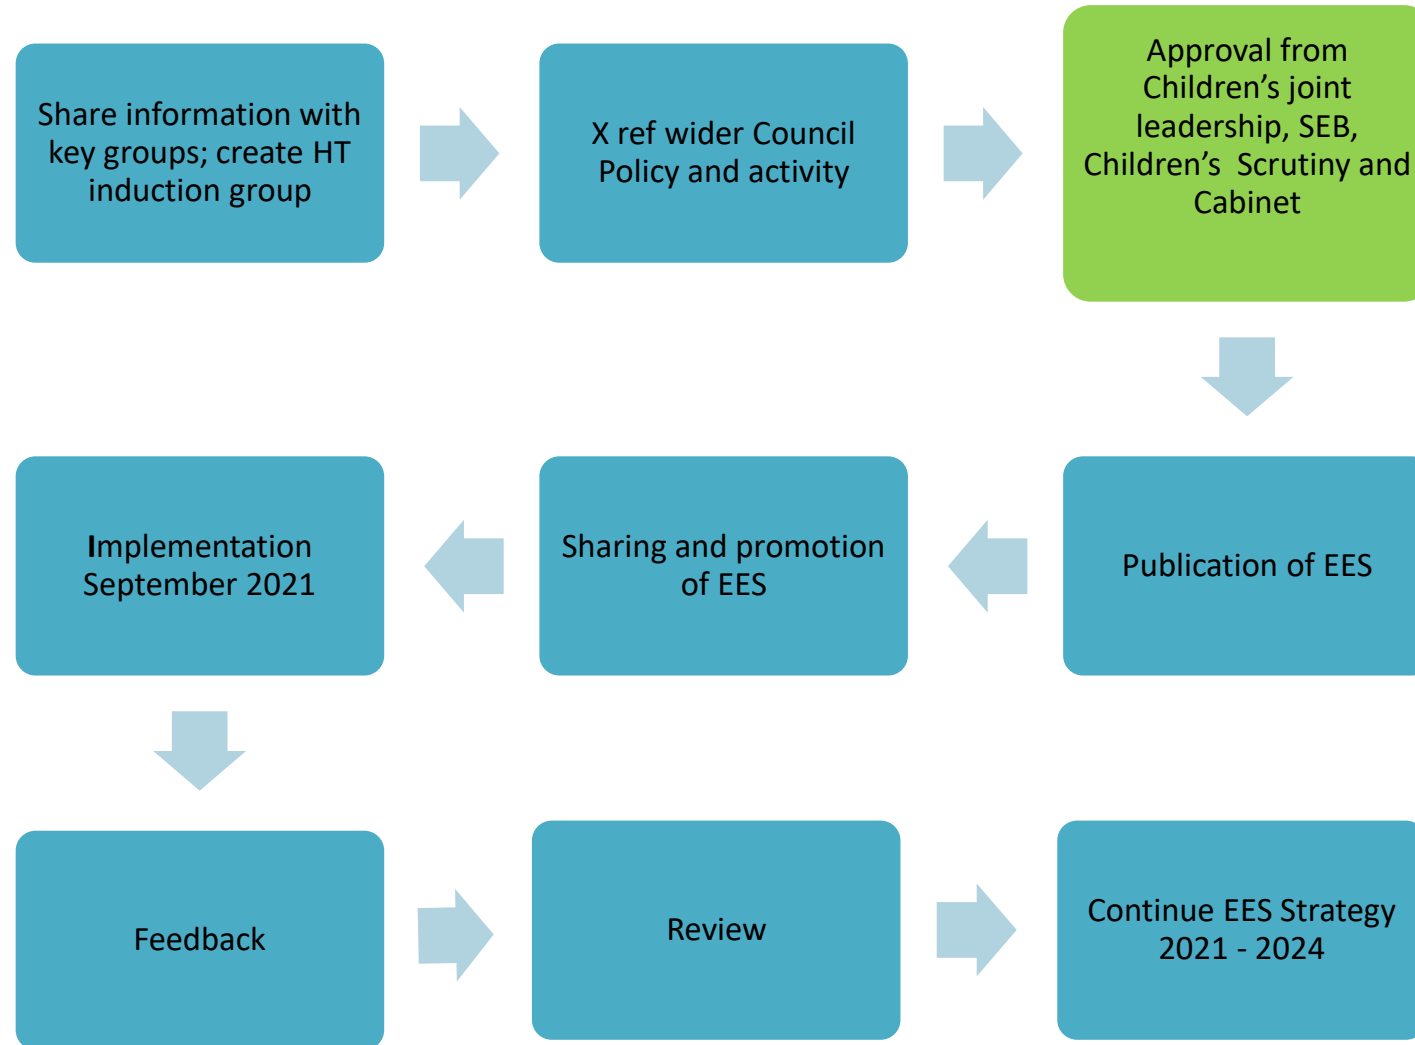 Share information with
key groups; create HT
induction group
X ref wider Council
Policy and activity
Approval from
Children’s joint
leadership, SEB,
Children’s  Scrutiny and
Cabinet
Publication of EES
Sharing and promotion
of EES
Implementation
September 2021
Feedback
Review
Continue EES Strategy
2021 - 2024